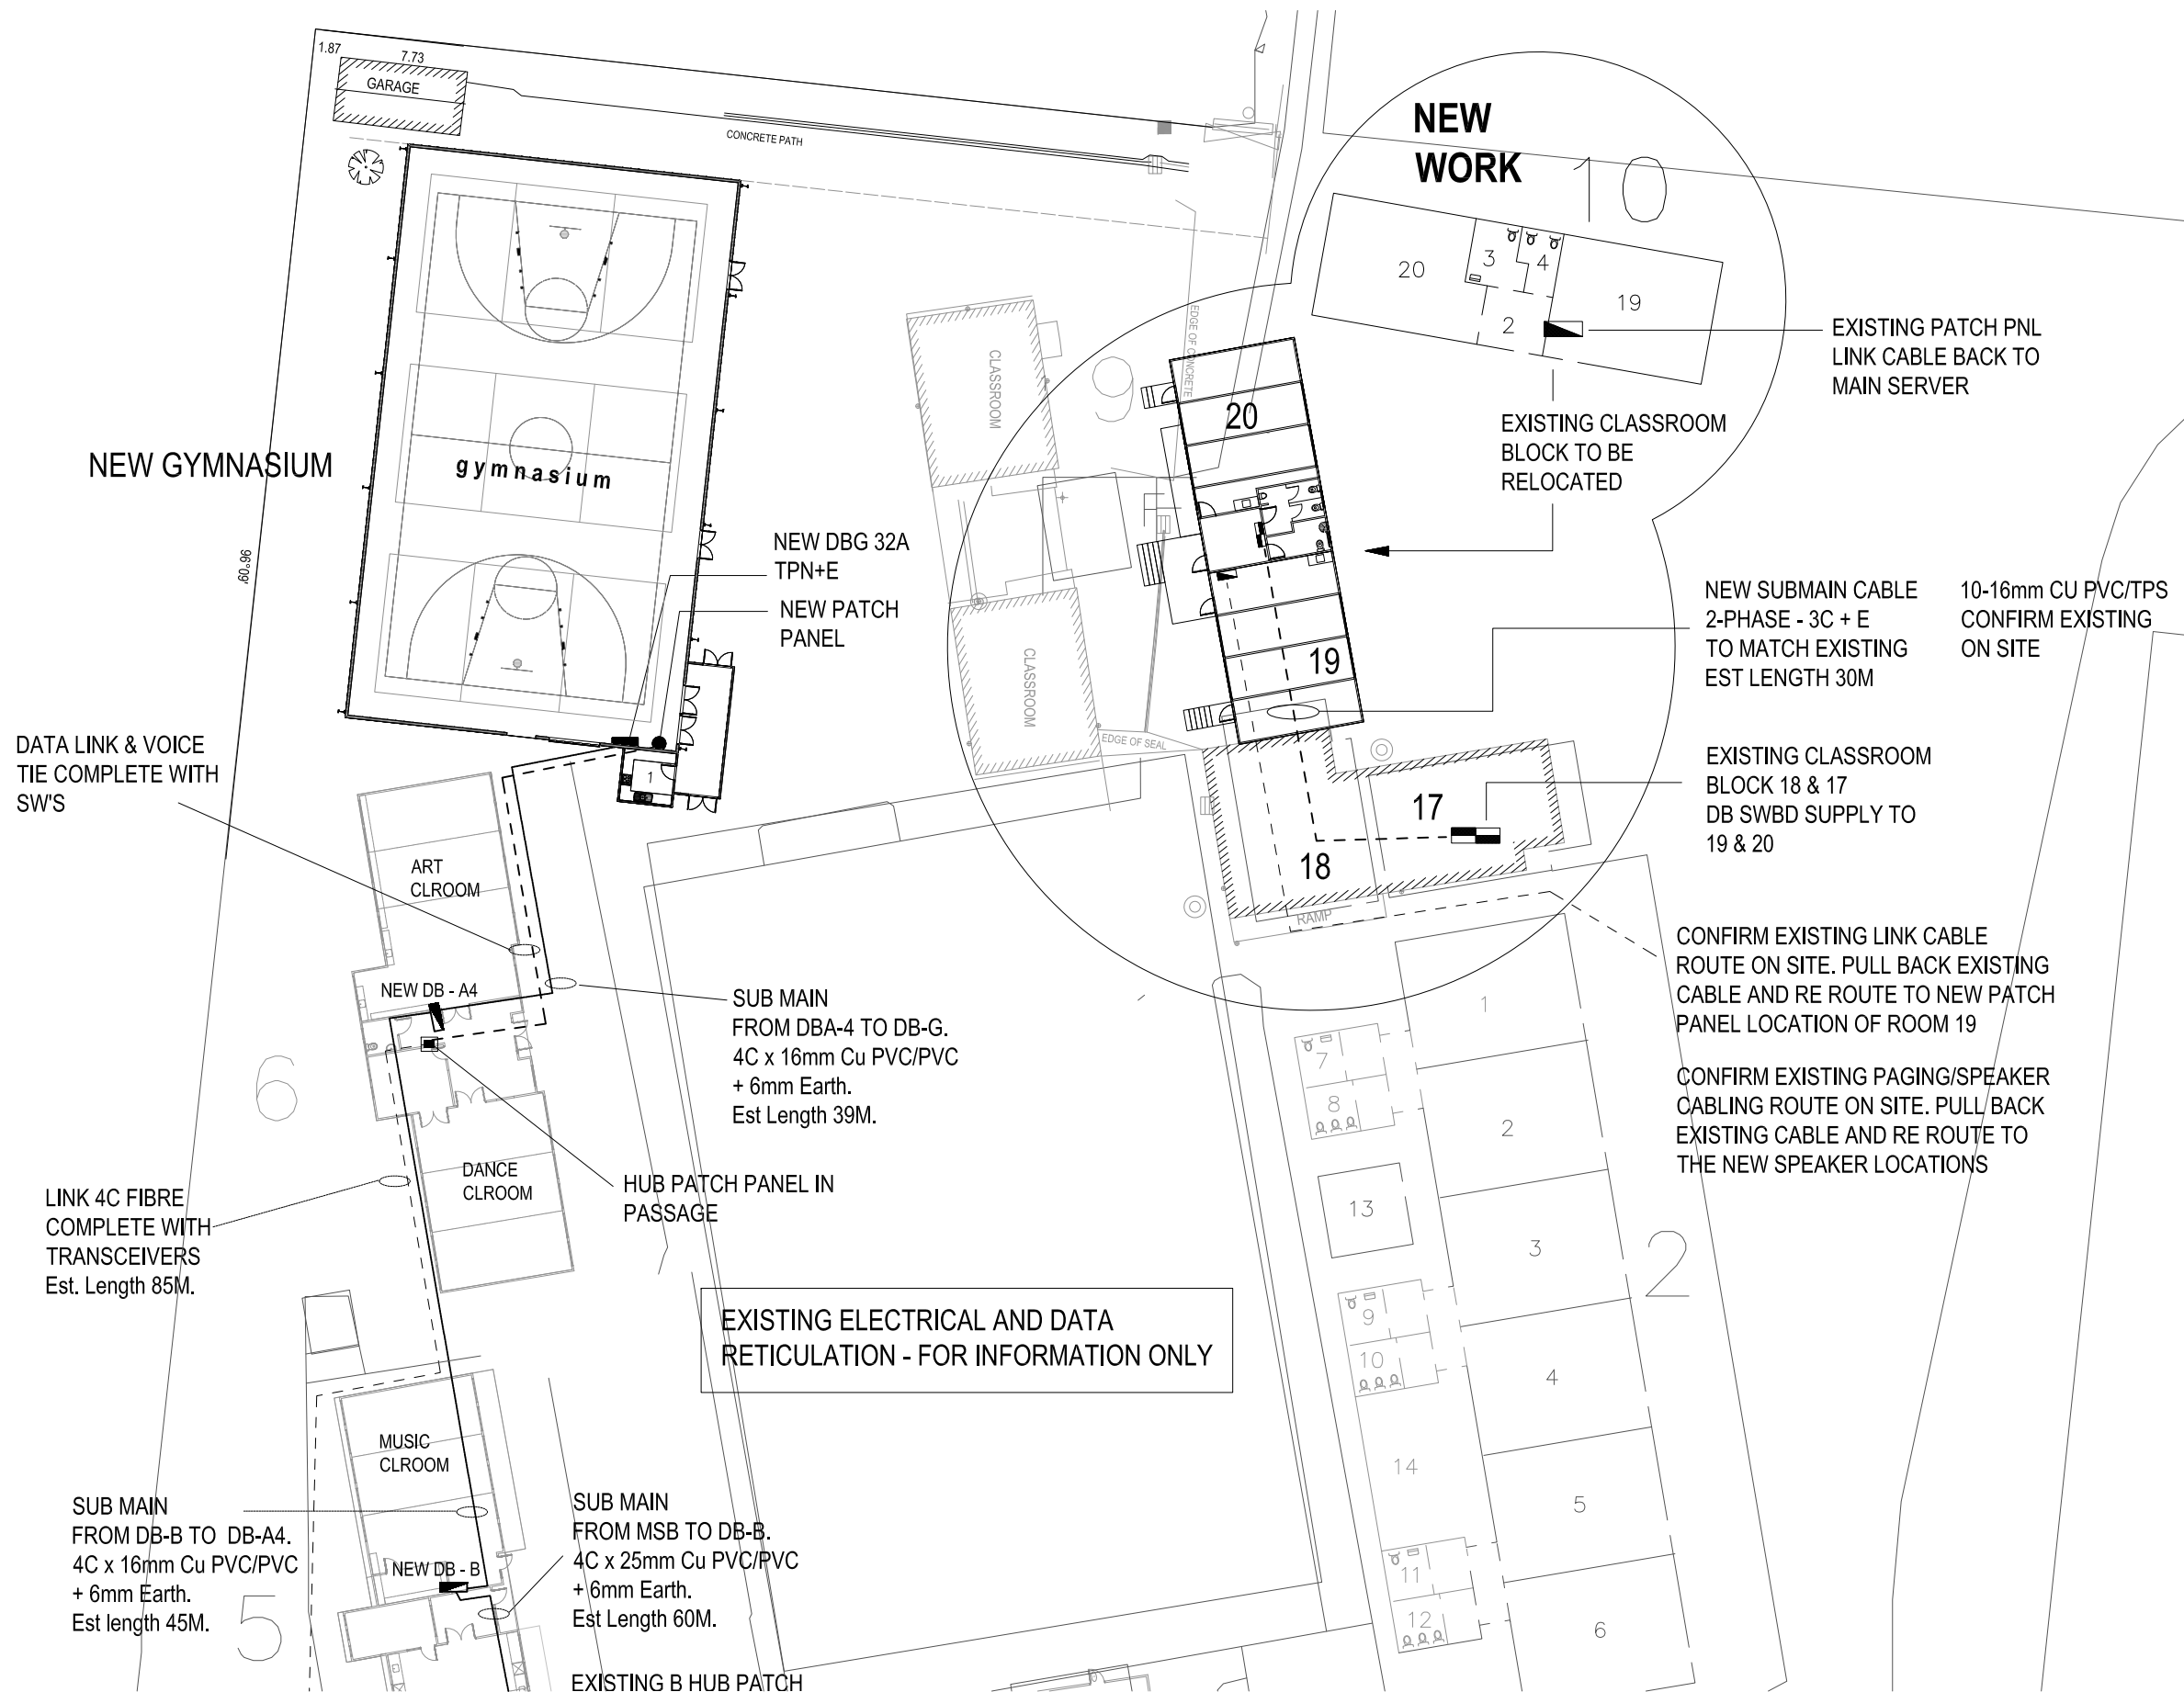 1.87
7.73
GARAGE
CONCRETE PATH
NEW
WORK
10
20
3
4
2
19
EXISTING PATCH PNL
LINK CABLE BACK TO
MAIN SERVER
EXISTING CLASSROOM
BLOCK TO BE
RELOCATED
EDGE OF CONCRETE
CLASSROOM
9
20
NEW GYMNASIUM
gymnasium
96°09'
NEW DBG 32A
TPN+E
NEW PATCH
PANEL
CLASSROOM
19
NEW SUBMAIN CABLE
2-PHASE - 3C + E
TO MATCH EXISTING
EST LENGTH 30M
10-16mm CU PVC/TPS
CONFIRM EXISTING
ON SITE
DATA LINK & VOICE
TIE COMPLETE WITH
SW'S
1
EDGE OF SEAL
EXISTING CLASSROOM
BLOCK 18 & 17
DB SWBD SUPPLY TO
19 & 20
17
18
RAMP
ART
CLROOM
NEW DB - A4
SUB MAIN
FROM DBA-4 TO DB-G.
4C x 16mm Cu PVC/PVC
+ 6mm Earth.
Est Length 39M.
CONFIRM EXISTING LINK CABLE
ROUTE ON SITE. PULL BACK EXISTING
CABLE AND RE ROUTE TO NEW PATCH
PANEL LOCATION OF ROOM 19
CONFIRM EXISTING PAGING/SPEAKER
CABLING ROUTE ON SITE. PULL BACK
EXISTING CABLE AND RE ROUTE TO
THE NEW SPEAKER LOCATIONS
6
1
7
8
2
DANCE
CLROOM
HUB PATCH PANEL IN
PASSAGE
LINK 4C FIBRE
COMPLETE WITH
TRANSCEIVERS
Est. Length 85M.
13
3
2
EXISTING ELECTRICAL AND DATA
RETICULATION - FOR INFORMATION ONLY
9
10
4
MUSIC
CLROOM
14
5
SUB MAIN
FROM DB-B TO DB-A4.
4C x 16mm Cu PVC/PVC
+ 6mm Earth.
Est length 45M.
5
NEW DB - B
SUB MAIN
FROM MSB TO DB-B.
4C x 25mm Cu PVC/PVC
+ 6mm Earth.
Est Length 60M.
11
12
6
EXISTING B HUB PATCH